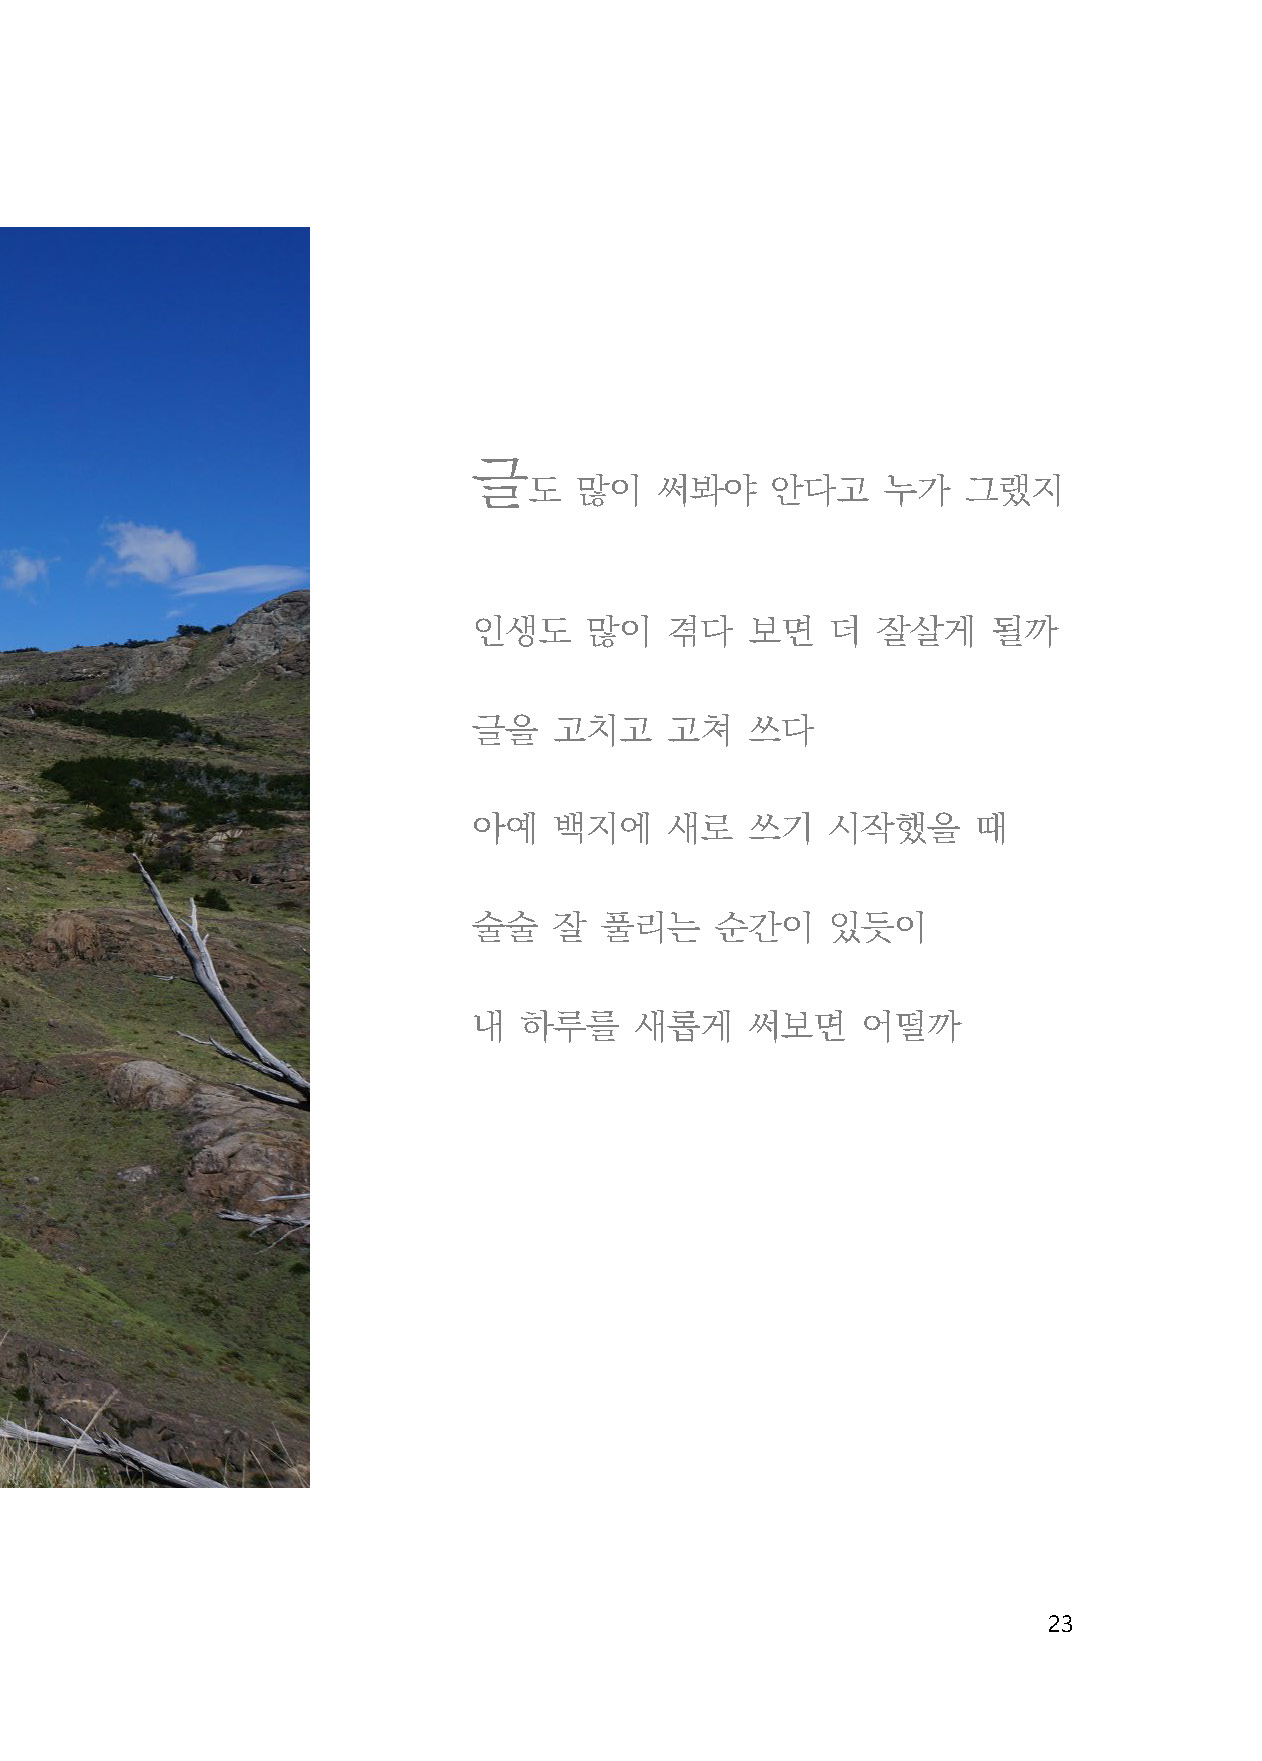 글도 많이 써봐야 안다고 누가 그랬지
인생도 많이 겪다 보면 더 잘살게 될까
글을 고치고 고쳐 쓰다
아예 백지에 새로 쓰기 시작했을 때
술술 잘 풀리는 순간이 있듯이
내 하루를 새롭게 써보면 어떨까
23